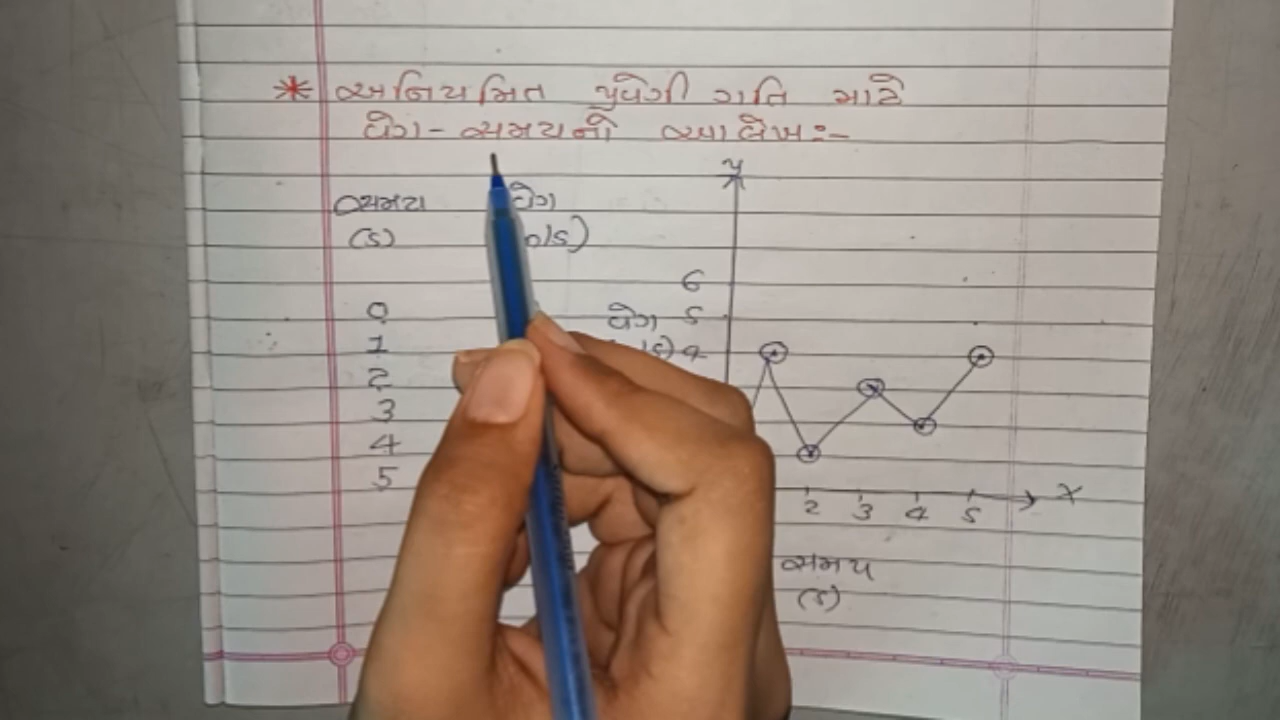 * અનિયમિત પ્રવેગી ગતિ માટે
વેગ - સમયનો આલેખ :-
સમય વેગ
(s)
0
1
2
3
4
5
y
6
વેગ 5
4
2 3 4 5 x
સમય
(s)